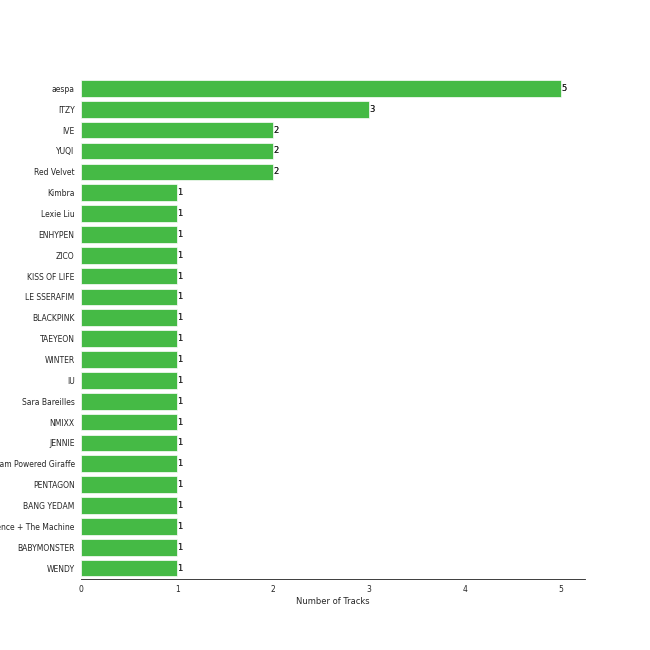 aespa 5
ITZY 3
IVE 2
YUQI 2
Red Velvet 2
Kimbra 1
Lexie Liu 1
ENHYPEN 1
ZICO 1
KISS OF LIFE 1
LE SSERAFIM 1
BLACKPINK 1
TAEYEON 1
WINTER 1
IU 1
Sara Bareilles 1
NMIXX 1
JENNIE 1
am Powered Giraffe 1
PENTAGON 1
BANG YEDAM 1
ence + The Machine 1
BABYMONSTER 1
WENDY 1
0 1 2 3 4 5
Number of Tracks